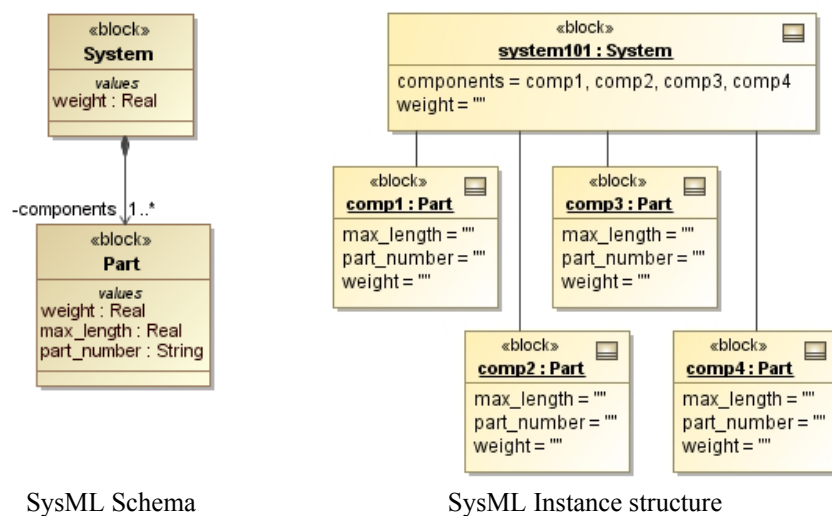 «block»
System
values
weight : Real
-components 1..*
«block»
Part
values
weight : Real
max_length : Real
part_number : String
«block»
system101 : System
components = comp1, comp2, comp3, comp4
weight = ""
«block»
comp1 : Part
max_length = ""
part_number = ""
weight = ""
«block»
comp3 : Part
max_length = ""
part_number = ""
weight = ""
«block»
comp2 : Part
max_length = ""
part_number = ""
weight = ""
«block»
comp4 : Part
max_length = ""
part_number = ""
weight = ""
SysML Schema
SysML Instance structure